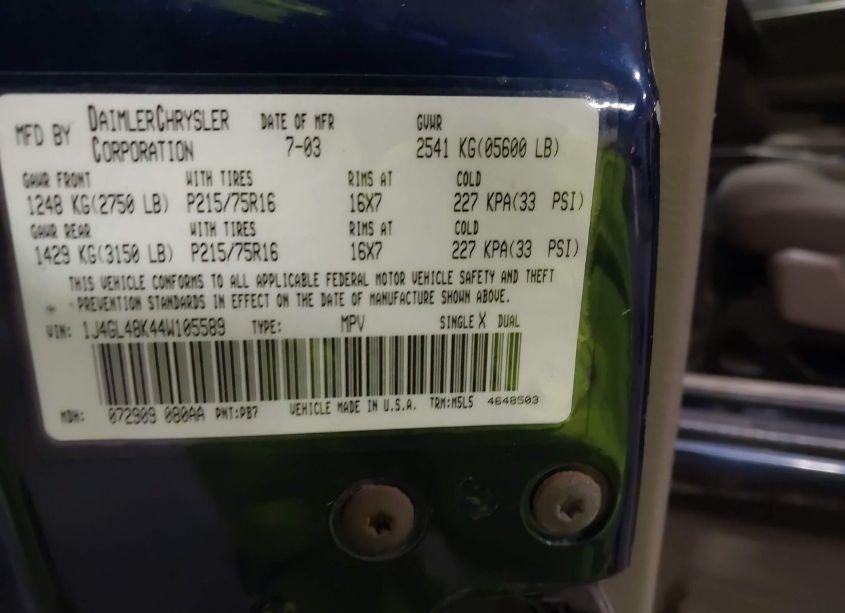 MFD BY DAIMLERCHRYSLER CORPORATION DATE OF MFR 7-03 GVWR 2541 KG(05600 LB)
GAWR FRONT WITH TIRES RIMS AT COLD
1248 KG(2750 LB) P215/75R16 16X7 227 KPA(33 PSI)
GAWR REAR WITH TIRES RIMS AT COLD
1429 KG(3150 LB) P215/75R16 16X7 227 KPA(33 PSI)
THIS VEHICLE CONFORMS TO ALL APPLICABLE FEDERAL MOTOR VEHICLE SAFETY AND THEFT
PREVENTION STANDARDS IN EFFECT ON THE DATE OF MANUFACTURE SHOWN ABOVE.
VIN: 1J4GL48K44W105589 TYPE: MPV SINGLE X DUAL
MDH: 072909 080AA PNT:PB7 VEHICLE MADE IN U.S.A. TRM:M5L5 4648503